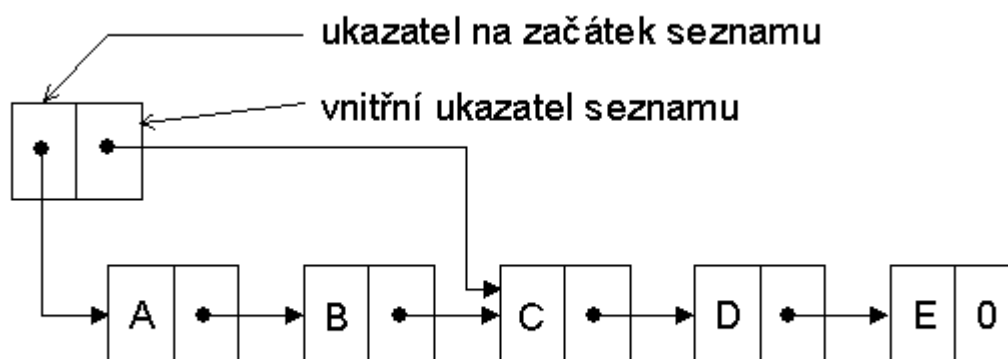 ukazatel na začátek seznamu
vnitřní ukazatel seznamu
A B C D E 0